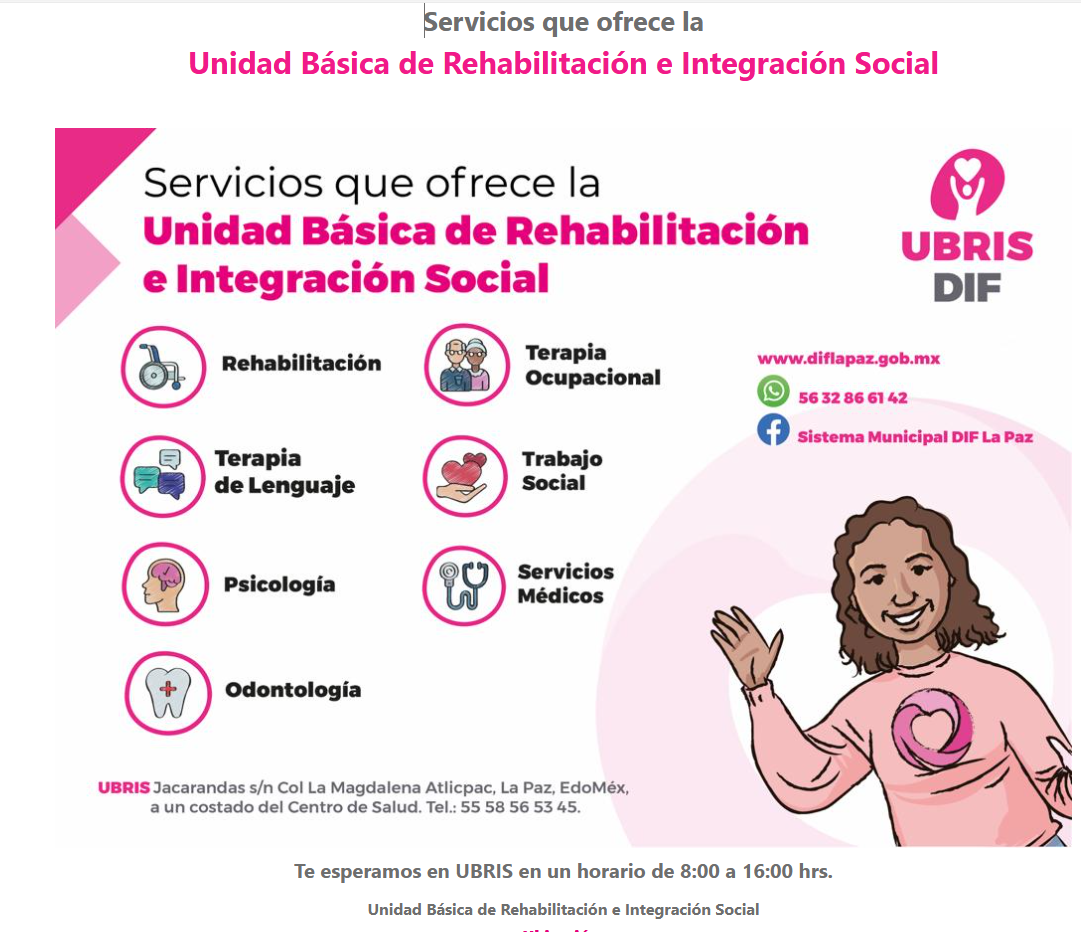 Servicios que ofrece la
Unidad Básica de Rehabilitación e Integración Social
Servicios que ofrece la
Unidad Básica de Rehabilitación
e Integración Social
UBRIS
DIF
Rehabilitación
Terapia
Ocupacional
Terapia
de Lenguaje
Trabajo
Social
Psicología
Servicios
Médicos
Odontología
www.diflapaz.gob.mx
56 32 86 61 42
Sistema Municipal DIF La Paz
UBRIS Jacarandas s/n Col La Magdalena Atlicpac, La Paz, EdoMéx,
a un costado del Centro de Salud. Tel.: 55 58 56 53 45.
Te esperamos en UBRIS en un horario de 8:00 a 16:00 hrs.
Unidad Básica de Rehabilitación e Integración Social